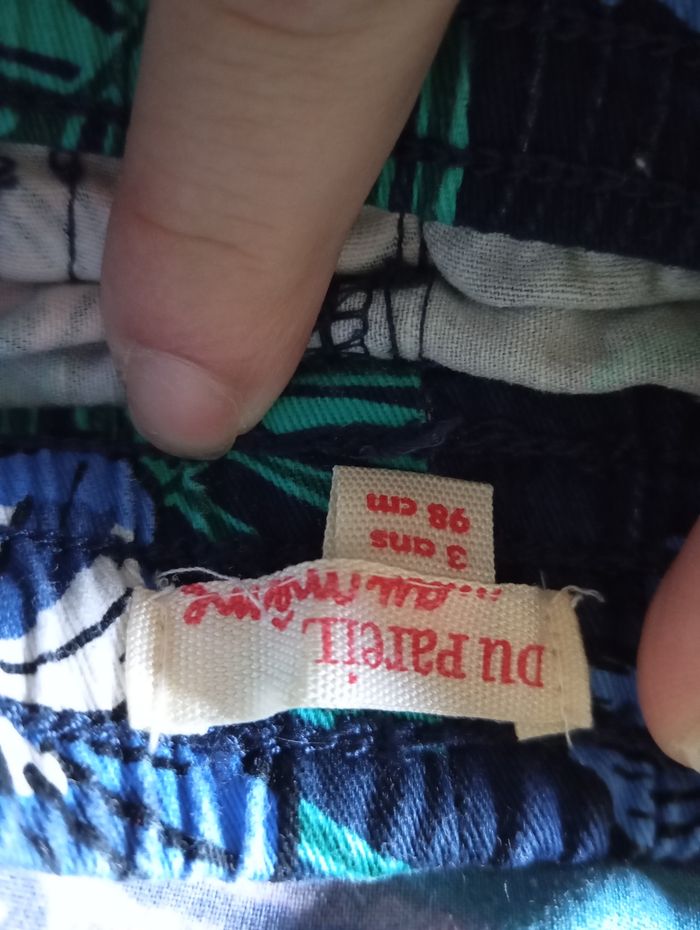 DU PAREIL
...au même
3 ans
98 cm